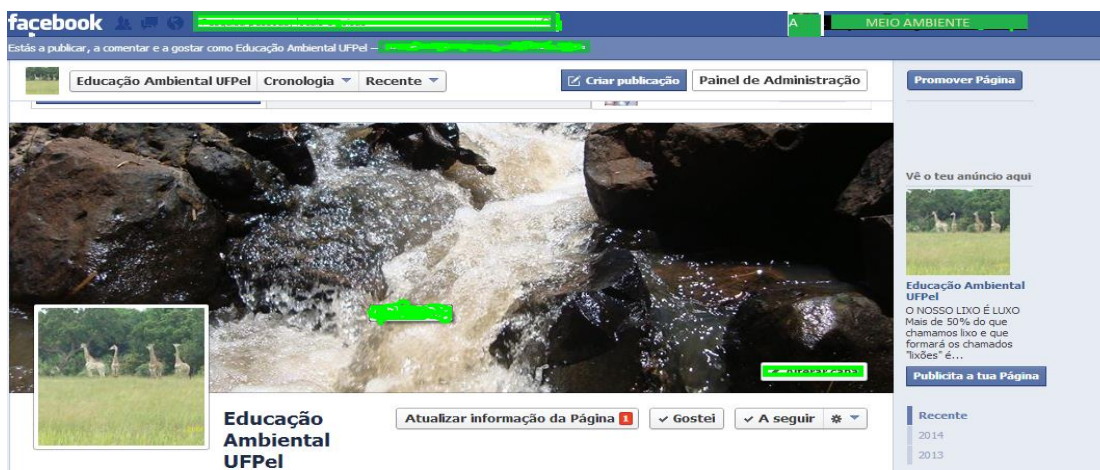 facebook
A MEIO AMBIENTE
Estás a publicar, a comentar e a gostar como Educação Ambiental UFPel —
Educação Ambiental UFPel Cronologia Recente
Criar publicação Painel de Administração
Promover Página
Vê o teu anúncio aqui
Educação Ambiental
UFPel
O NOSSO LIXO É LUXO
Mais de 50% do que
chamamos lixo e que
formará os chamados
"lixões" é...
Publicita a tua Página
Alterar capa
Educação
Ambiental
UFPel
Atualizar informação da Página 1 Gostei A seguir
Recente
2014
2013